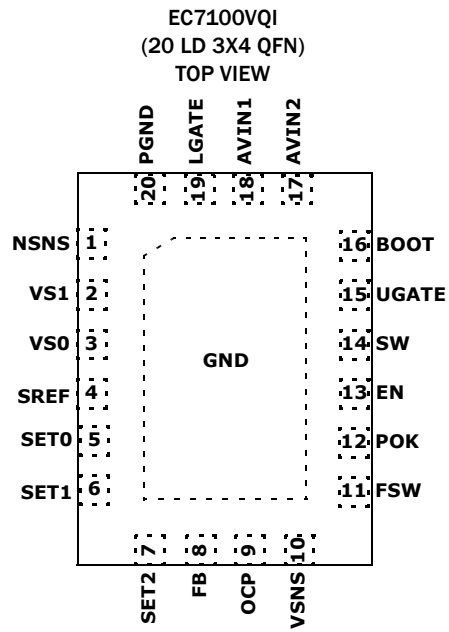 EC7100VQI
(20 LD 3X4 QFN)
TOP VIEW
PGND
LGATE
AVIN1
AVIN2
20
19
18
17
NSNS 1
VS1 2
VS0 3
SREF 4
SET0 5
SET1 6
GND
16 BOOT
15 UGATE
14 SW
13 EN
12 POK
11 FSW
7
8
9
10
SET2
FB
OCP
VSNS